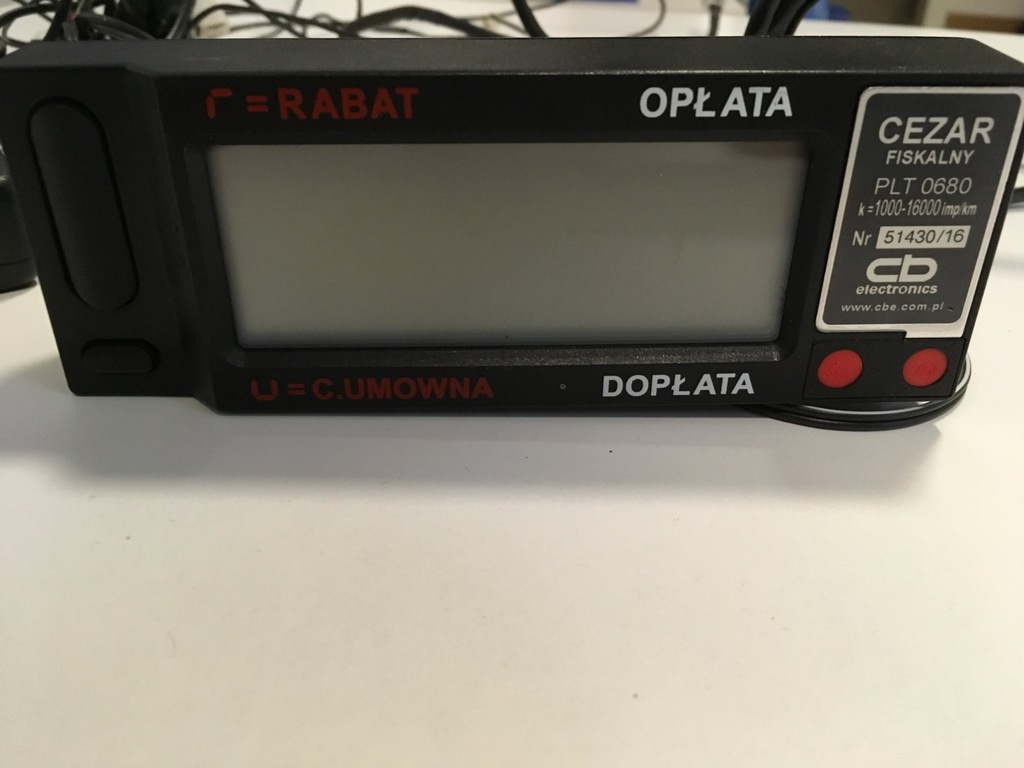 r = RABAT
OPŁATA
CEZAR
FISKALNY
PLT 0680
k=1000-16000 imp/km
Nr 51430/16
cb
electronics
www.cbe.com.pl
u = C.UMOWNA
DOPŁATA